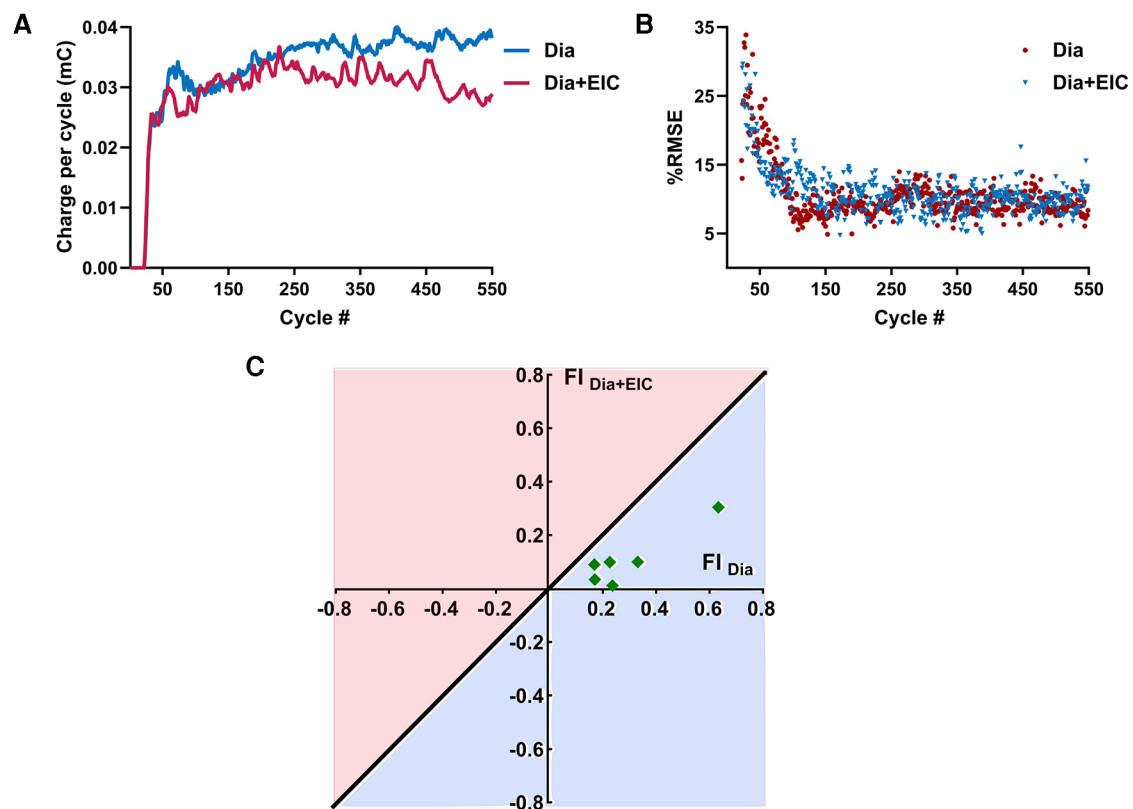 A
Charge per cycle (mC)
0.04
0.03
0.02
0.01
0.00
50 150 250 350 450 550
Cycle #
Dia
Dia+EIC
B
%RMSE
35
25
15
5
50 150 250 350 450 550
Cycle #
Dia
Dia+EIC
C
FI Dia+EIC
0.8
0.6
0.4
0.2
FI Dia
-0.8 -0.6 -0.4 -0.2 0.2 0.4 0.6 0.8
-0.2
-0.4
-0.6
-0.8